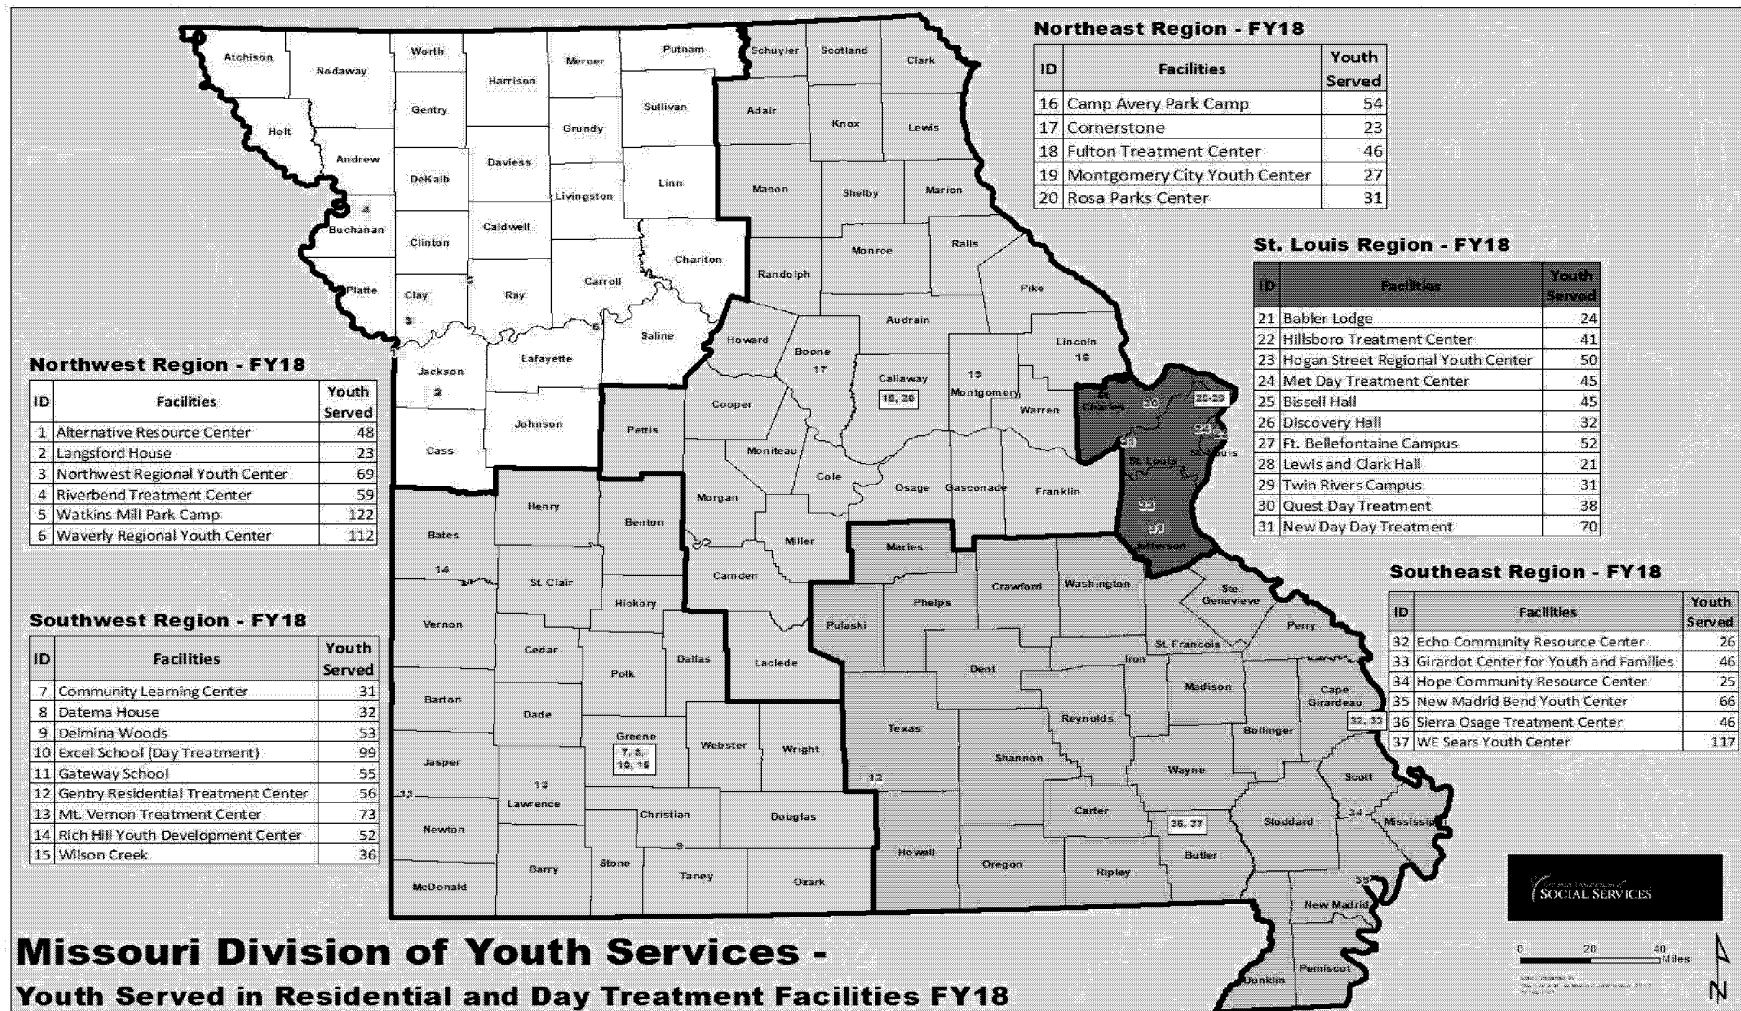 Northeast Region - FY18
ID Facilities Youth Served
16 Camp Avery Park Camp 54
17 Cornerstone 23
18 Fulton Treatment Center 46
19 Montgomery City Youth Center 27
20 Rosa Parks Center 31
St. Louis Region - FY18
ID Facilities Youth Served
21 Babler Lodge 24
22 Hillsboro Treatment Center 41
23 Hogan Street Regional Youth Center 50
24 Met Day Treatment Center 45
25 Bissell Hall 45
26 Discovery Hall 32
27 Ft. Bellefontaine Campus 52
28 Lewis and Clark Hall 21
29 Twin Rivers Campus 31
30 Quest Day Treatment 38
31 New Day Day Treatment 70
Northwest Region - FY18
ID Facilities Youth Served
1 Alternative Resource Center 48
2 Langsford House 23
3 Northwest Regional Youth Center 69
4 Riverbend Treatment Center 59
5 Watkins Mill Park Camp 122
6 Waverly Regional Youth Center 112
Southeast Region - FY18
ID Facilities Youth Served
32 Echo Community Resource Center 26
33 Girardot Center for Youth and Families 46
34 Hope Community Resource Center 25
35 New Madrid Bend Youth Center 66
36 Sierra Osage Treatment Center 46
37 WE Sears Youth Center 117
Southwest Region - FY18
ID Facilities Youth Served
7 Community Learning Center 31
8 Datema House 32
9 Delmina Woods 53
10 Excel School (Day Treatment) 99
11 Gateway School 55
12 Gentry Residential Treatment Center 56
13 Mt. Vernon Treatment Center 73
14 Rich Hill Youth Development Center 52
15 Wilson Creek 36
Atchison
Nodaway
Worth
Harrison
Mercer
Putnam
Schuyler
Scotland
Clark
Gentry
Sullivan
Adair
Knox
Lewis
Holt
Andrew
DeKalb
Daviess
Grundy
Livingston
Linn
Macon
Shelby
Marion
4
Buchanan
Clinton
Caldwell
Chariton
Monroe
Ralls
Randolph
Platte
Clay
3
Ray
Carroll
Pike
Saline
Howard
Boone
17
Audrain
Lincoln
Jackson
2
Lafayette
Callaway
Montgomery
Warren
St. Charles
Cass
Johnson
Pettis
Cooper
Moniteau
Cole
Osage
Gasconade
Franklin
St. Louis
Jefferson
Morgan
Miller
Camden
Henry
Benton
Bates
14
St. Clair
Hickory
Maries
Crawford
Washington
Ste. Genevieve
Phelps
Pulaski
Perry
St. Francois
Iron
Vernon
Cedar
Polk
Dallas
Laclede
Dent
Madison
Cape Girardeau
32, 33
Barton
Dade
Greene
Webster
Wright
Texas
Reynolds
Bollinger
Shannon
Wayne
Scott
Jasper
Lawrence
Christian
Douglas
Carter
36, 37
Stoddard
34
Mississippi
Newton
9
Howell
Oregon
Ripley
Butler
35
New Madrid
McDonald
Barry
Stone
Taney
Ozark
Dunklin
Pemiscot
SOCIAL SERVICES
0 20 40
Miles
N
Missouri Division of Youth Services -
Youth Served in Residential and Day Treatment Facilities FY18